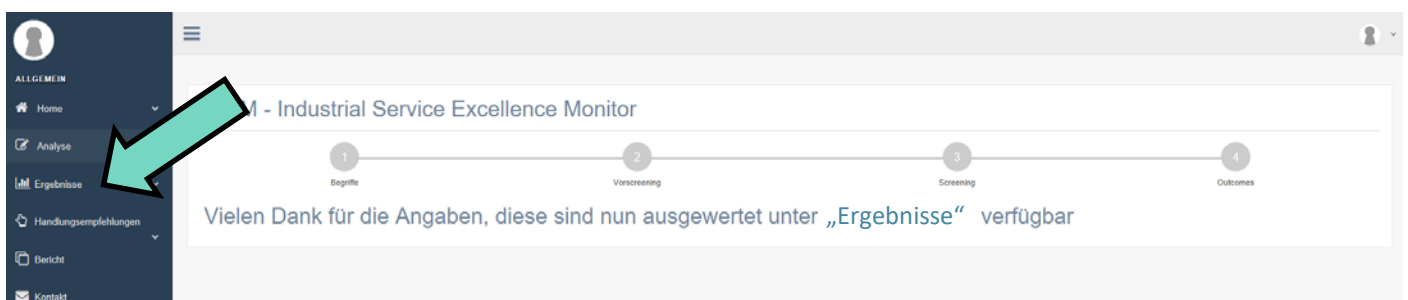 ALLGEMEIN
Home
Analyse
Ergebnisse
Handlungsempfehlungen
Bericht
Kontakt
- Industrial Service Excellence Monitor
1
2
3
4
Begriffe
Vorscreening
Screening
Outcomes
Vielen Dank für die Angaben, diese sind nun ausgewertet unter „Ergebnisse“ verfügbar